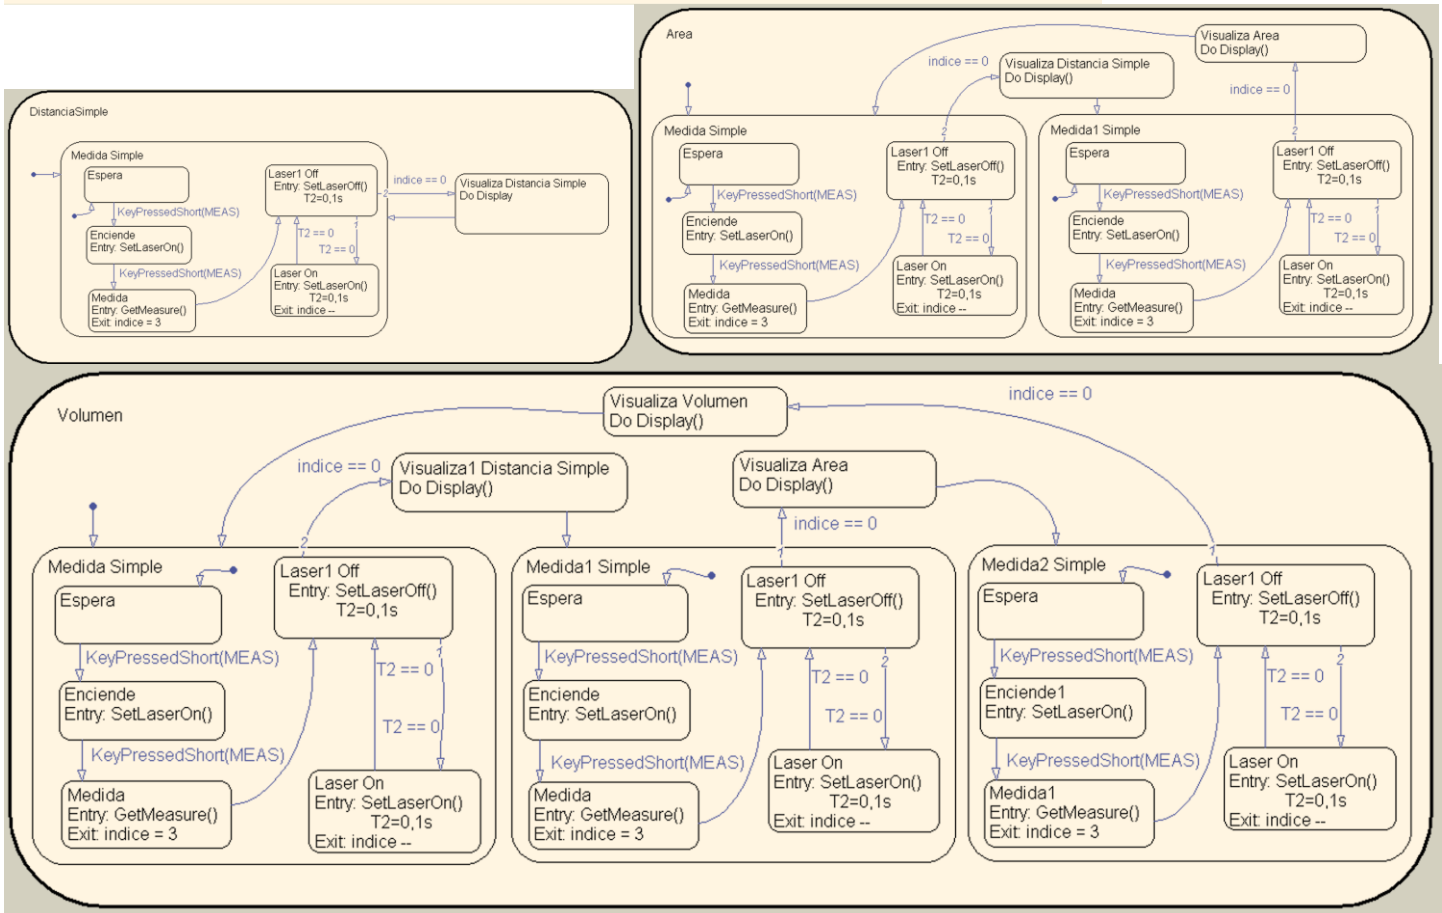 DistanciaSimple
Medida Simple
Espera
KeyPressedShort(MEAS)
Enciende
Entry: SetLaserOn()
KeyPressedShort(MEAS)
Medida
Entry: GetMeasure()
Exit: indice = 3
Laser1 Off
Entry: SetLaserOff()
T2=0,1s
2
indice == 0
1
T2 == 0
T2 == 0
Laser On
Entry: SetLaserOn()
T2=0,1s
Exit: indice --
Visualiza Distancia Simple
Do Display
Area
Visualiza Area
Do Display()
indice == 0
Visualiza Distancia Simple
Do Display()
indice == 0
Medida Simple
Espera
KeyPressedShort(MEAS)
Enciende
Entry: SetLaserOn()
KeyPressedShort(MEAS)
Medida
Entry: GetMeasure()
Exit: indice = 3
2
Laser1 Off
Entry: SetLaserOff()
T2=0,1s
1
T2 == 0
T2 == 0
Laser On
Entry: SetLaserOn()
T2=0,1s
Exit: indice --
Medida1 Simple
Espera
KeyPressedShort(MEAS)
Enciende
Entry: SetLaserOn()
KeyPressedShort(MEAS)
Medida
Entry: GetMeasure()
Exit: indice = 3
2
Laser1 Off
Entry: SetLaserOff()
T2=0,1s
1
T2 == 0
T2 == 0
Laser On
Entry: SetLaserOn()
T2=0,1s
Exit: indice --
Volumen
Visualiza Volumen
Do Display()
indice == 0
indice == 0
Visualiza1 Distancia Simple
Do Display()
Visualiza Area
Do Display()
indice == 0
Medida Simple
Espera
KeyPressedShort(MEAS)
Enciende
Entry: SetLaserOn()
KeyPressedShort(MEAS)
Medida
Entry: GetMeasure()
Exit: indice = 3
2
Laser1 Off
Entry: SetLaserOff()
T2=0,1s
1
T2 == 0
T2 == 0
Laser On
Entry: SetLaserOn()
T2=0,1s
Exit: indice --
Medida1 Simple
Espera
KeyPressedShort(MEAS)
Enciende
Entry: SetLaserOn()
KeyPressedShort(MEAS)
Medida
Entry: GetMeasure()
Exit: indice = 3
1
Laser1 Off
Entry: SetLaserOff()
T2=0,1s
2
T2 == 0
T2 == 0
Laser On
Entry: SetLaserOn()
T2=0,1s
Exit: indice --
Medida2 Simple
Espera
KeyPressedShort(MEAS)
Enciende1
Entry: SetLaserOn()
KeyPressedShort(MEAS)
Medida1
Entry: GetMeasure()
Exit: indice = 3
1
Laser1 Off
Entry: SetLaserOff()
T2=0,1s
2
T2 == 0
T2 == 0
Laser On
Entry: SetLaserOn()
T2=0,1s
Exit: indice --